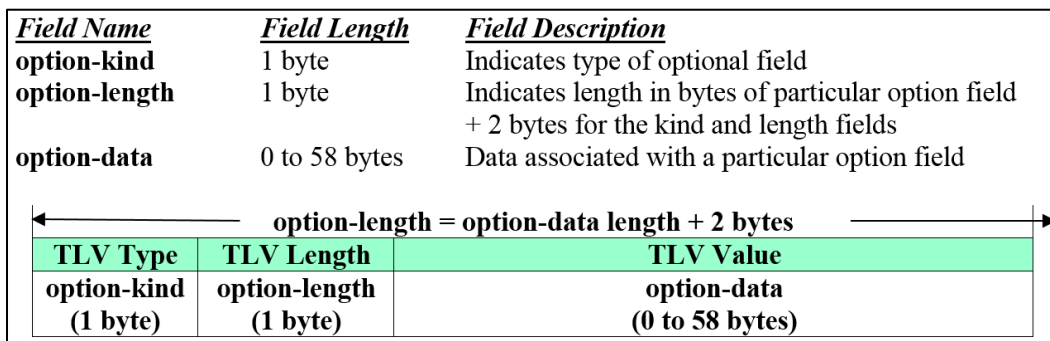 Field Name Field Length Field Description
option-kind 1 byte Indicates type of optional field
option-length 1 byte Indicates length in bytes of particular option field
+ 2 bytes for the kind and length fields
option-data 0 to 58 bytes Data associated with a particular option field
option-length = option-data length + 2 bytes
TLV Type TLV Length TLV Value
option-kind option-length option-data
(1 byte) (1 byte) (0 to 58 bytes)